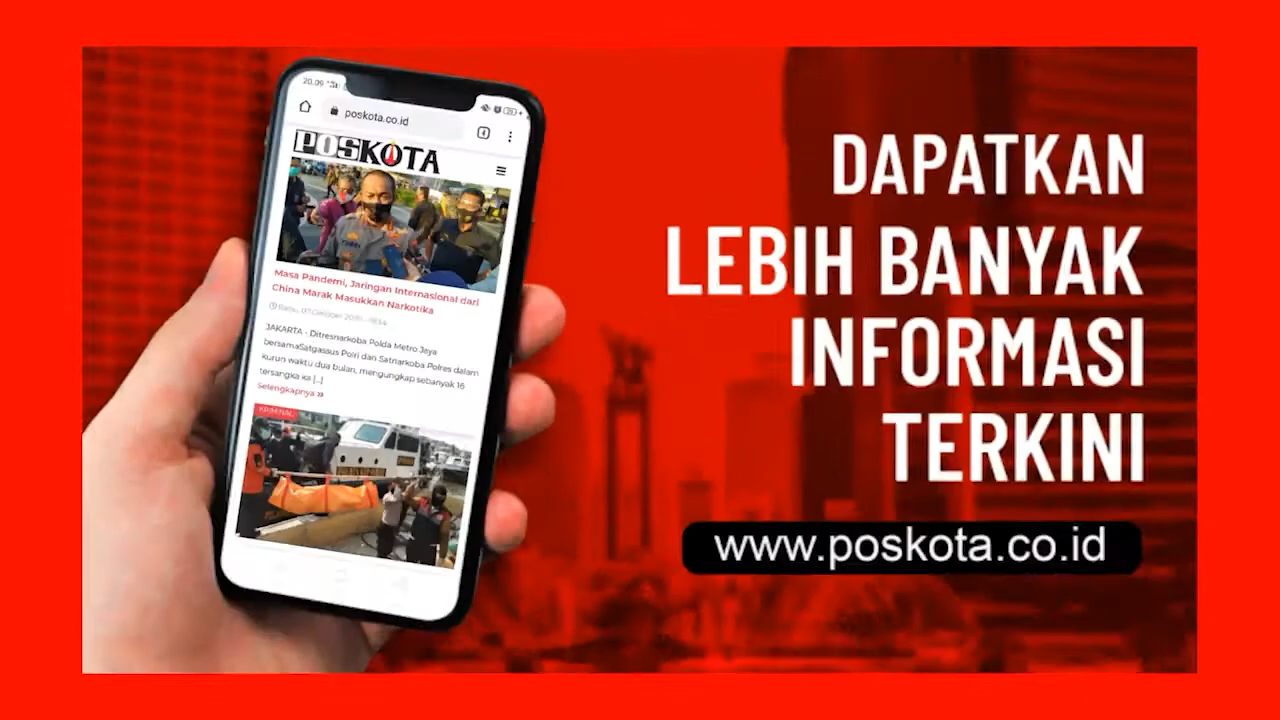 20.09
poskota.co.id
POSKOTA
Masa Pandemi, Jaringan Internasional dari
China Marak Masukkan Narkotika
JAKARTA - Ditresnarkoba Polda Metro Jaya
bersamaSatgassus Polri dan Satnarkoba Polres dalam
kurun waktu dua bulan, mengungkap sebanyak 16
tersangka ka [...]
Selengkapnya »
KRIMINAL
DAPATKAN
LEBIH BANYAK
INFORMASI
TERKINI
www.poskota.co.id